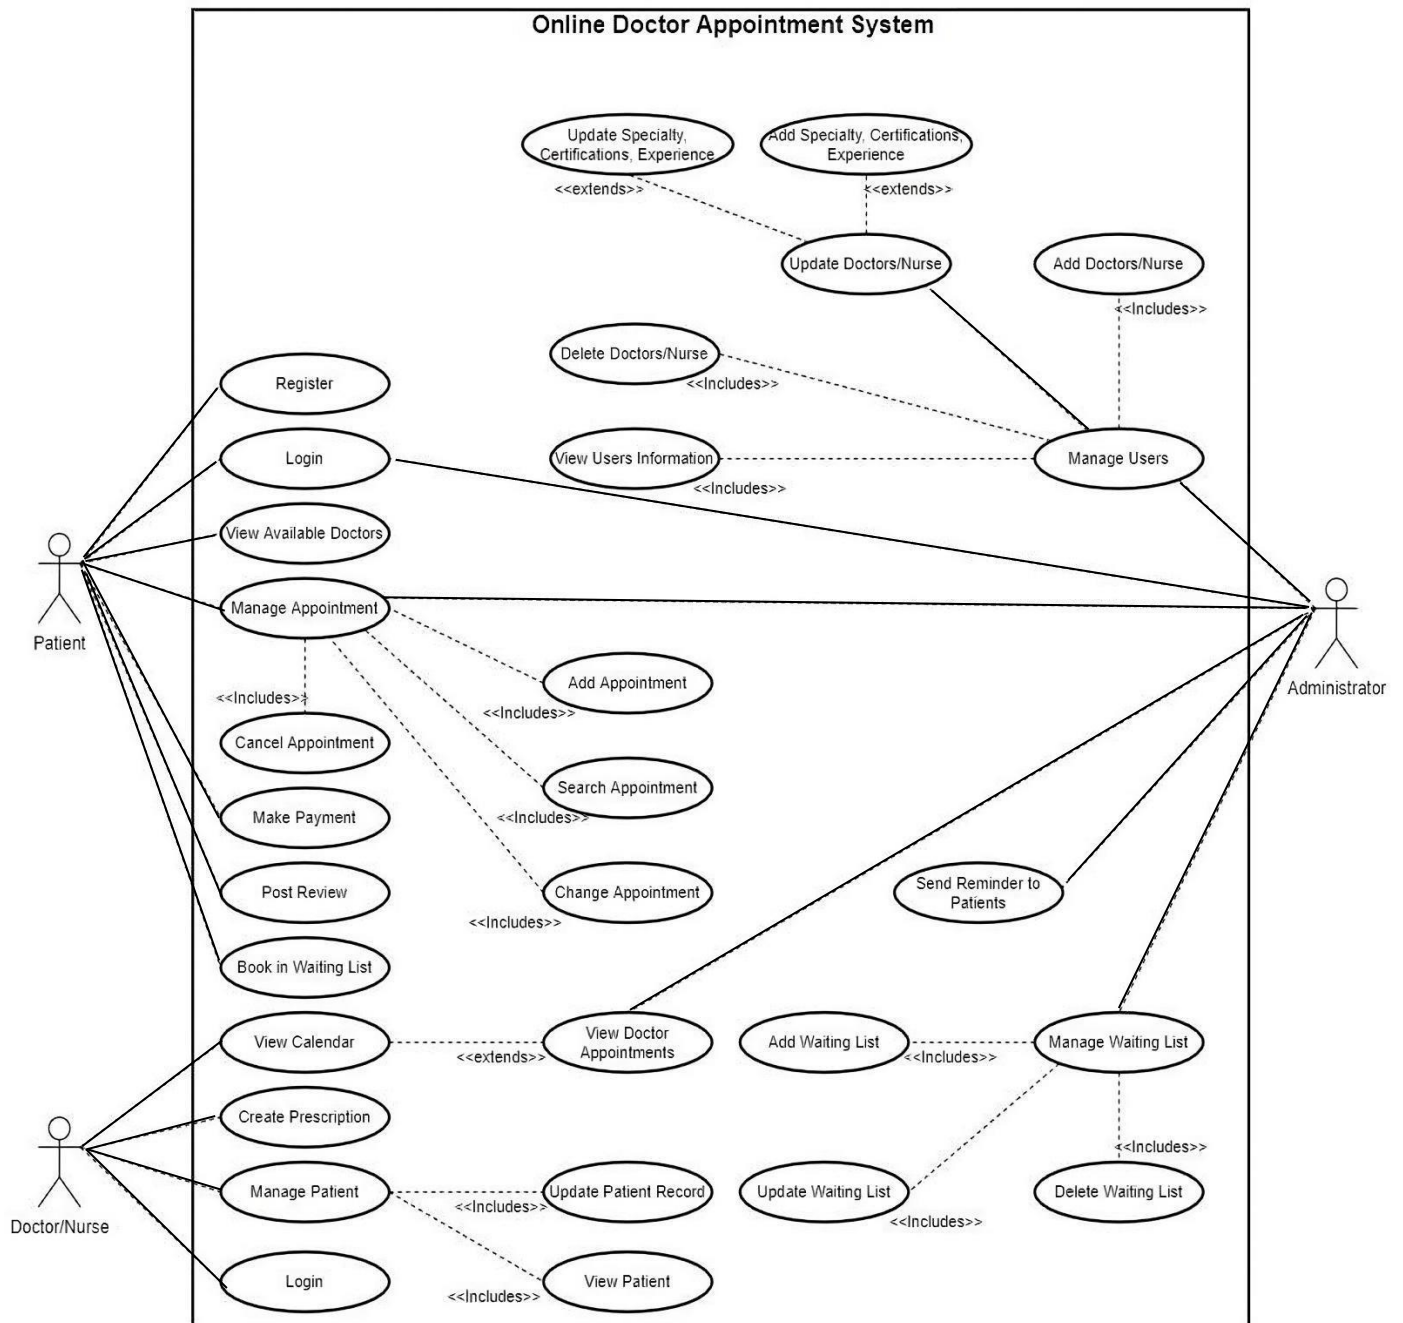 Online Doctor Appointment System
Update Specialty,
Certifications, Experience
Add Specialty, Certifications,
Experience
<<extends>>
<<extends>>
Update Doctors/Nurse
Add Doctors/Nurse
<<Includes>>
Delete Doctors/Nurse
<<Includes>>
Register
Login
View Users Information
Manage Users
<<Includes>>
View Available Doctors
Manage Appointment
Patient
Administrator
Add Appointment
<<Includes>>
<<Includes>>
Cancel Appointment
Search Appointment
<<Includes>>
Make Payment
Post Review
Change Appointment
<<Includes>>
Send Reminder to
Patients
Book in Waiting List
View Calendar
<<extends>>
View Doctor
Appointments
Add Waiting List
<<Includes>>
Manage Waiting List
Create Prescription
<<Includes>>
Manage Patient
Update Patient Record
<<Includes>>
Update Waiting List
<<Includes>>
Delete Waiting List
Doctor/Nurse
Login
View Patient
<<Includes>>